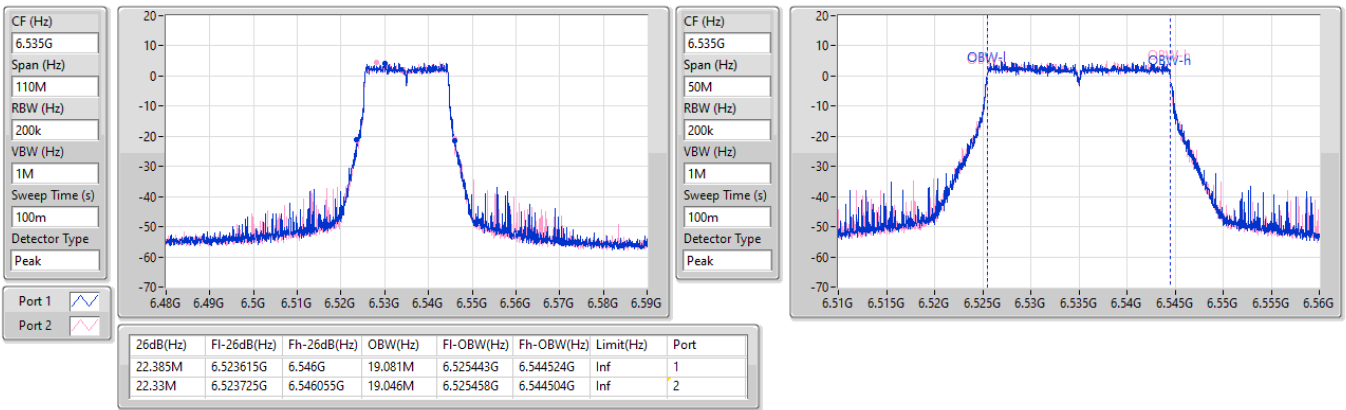 CF (Hz)
6.535G
Span (Hz)
110M
RBW (Hz)
200k
VBW (Hz)
1M
Sweep Time (s)
100m
Detector Type
Peak
20
10
0
-10
-20
-30
-40
-50
-60
-70
6.48G 6.49G 6.5G 6.51G 6.52G 6.53G 6.54G 6.55G 6.56G 6.57G 6.58G 6.59G
CF (Hz)
6.535G
Span (Hz)
50M
RBW (Hz)
200k
VBW (Hz)
1M
Sweep Time (s)
100m
Detector Type
Peak
20
10
0
-10
-20
-30
-40
-50
-60
-70
OBW-l
OBW-h
OBW-h
6.51G 6.515G 6.52G 6.525G 6.53G 6.535G 6.54G 6.545G 6.55G 6.555G 6.56G
Port 1
Port 2
26dB(Hz) Fl-26dB(Hz) Fh-26dB(Hz) OBW(Hz) Fl-OBW(Hz) Fh-OBW(Hz) Limit(Hz) Port
22.385M 6.523615G 6.546G 19.081M 6.525443G 6.544524G Inf 1
22.33M 6.523725G 6.546055G 19.046M 6.525458G 6.544504G Inf 2